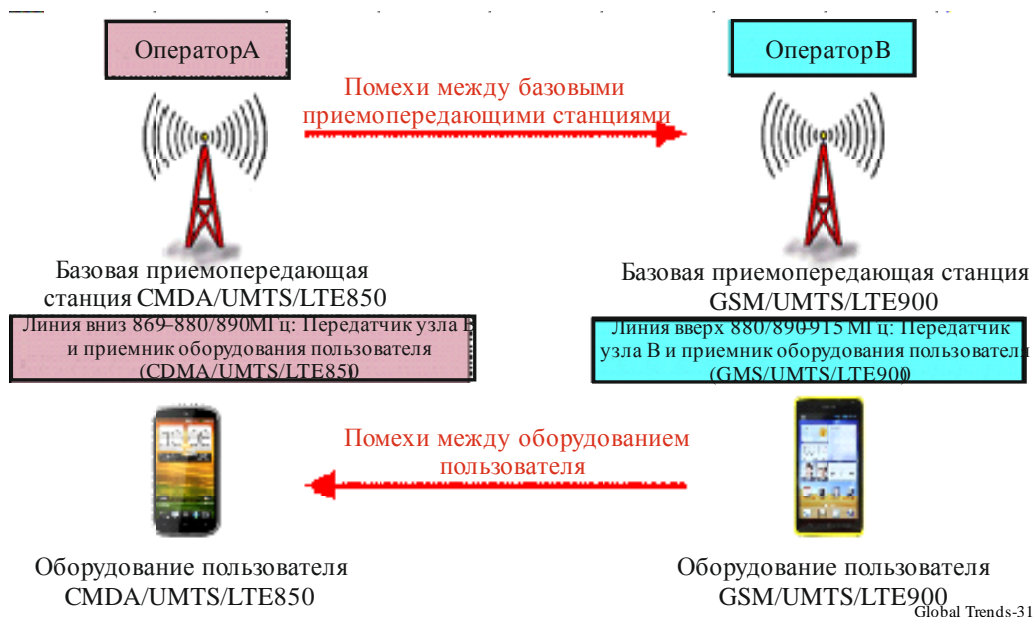 ОператорА
ОператорВ
Помехи между базовыми
приемопередающими станциями
Базовая приемопередающая
станция CMDA/UMTS/LTE850
Базовая приемопередающая станция
GSM/UMTS/LTE900
Линия вниз 869–880/890МГц: Передатчик узла В
и приемник оборудования пользователя
(CDMA/UMTS/LTE850)
Линия вверх 880/890–915 МГц: Передатчик
узла В и приемник оборудования пользователя
(GMS/UMTS/LTE900)
Помехи между оборудованием
пользователя
Оборудование пользователя
CMDA/UMTS/LTE850
Оборудование пользователя
GSM/UMTS/LTE900
Global Trends-31